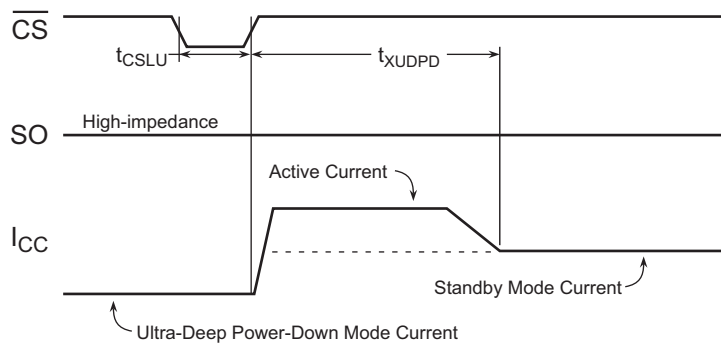 CS
tCSLU
tXUDPD
High-impedance
SO
Active Current
ICC
Standby Mode Current
Ultra-Deep Power-Down Mode Current